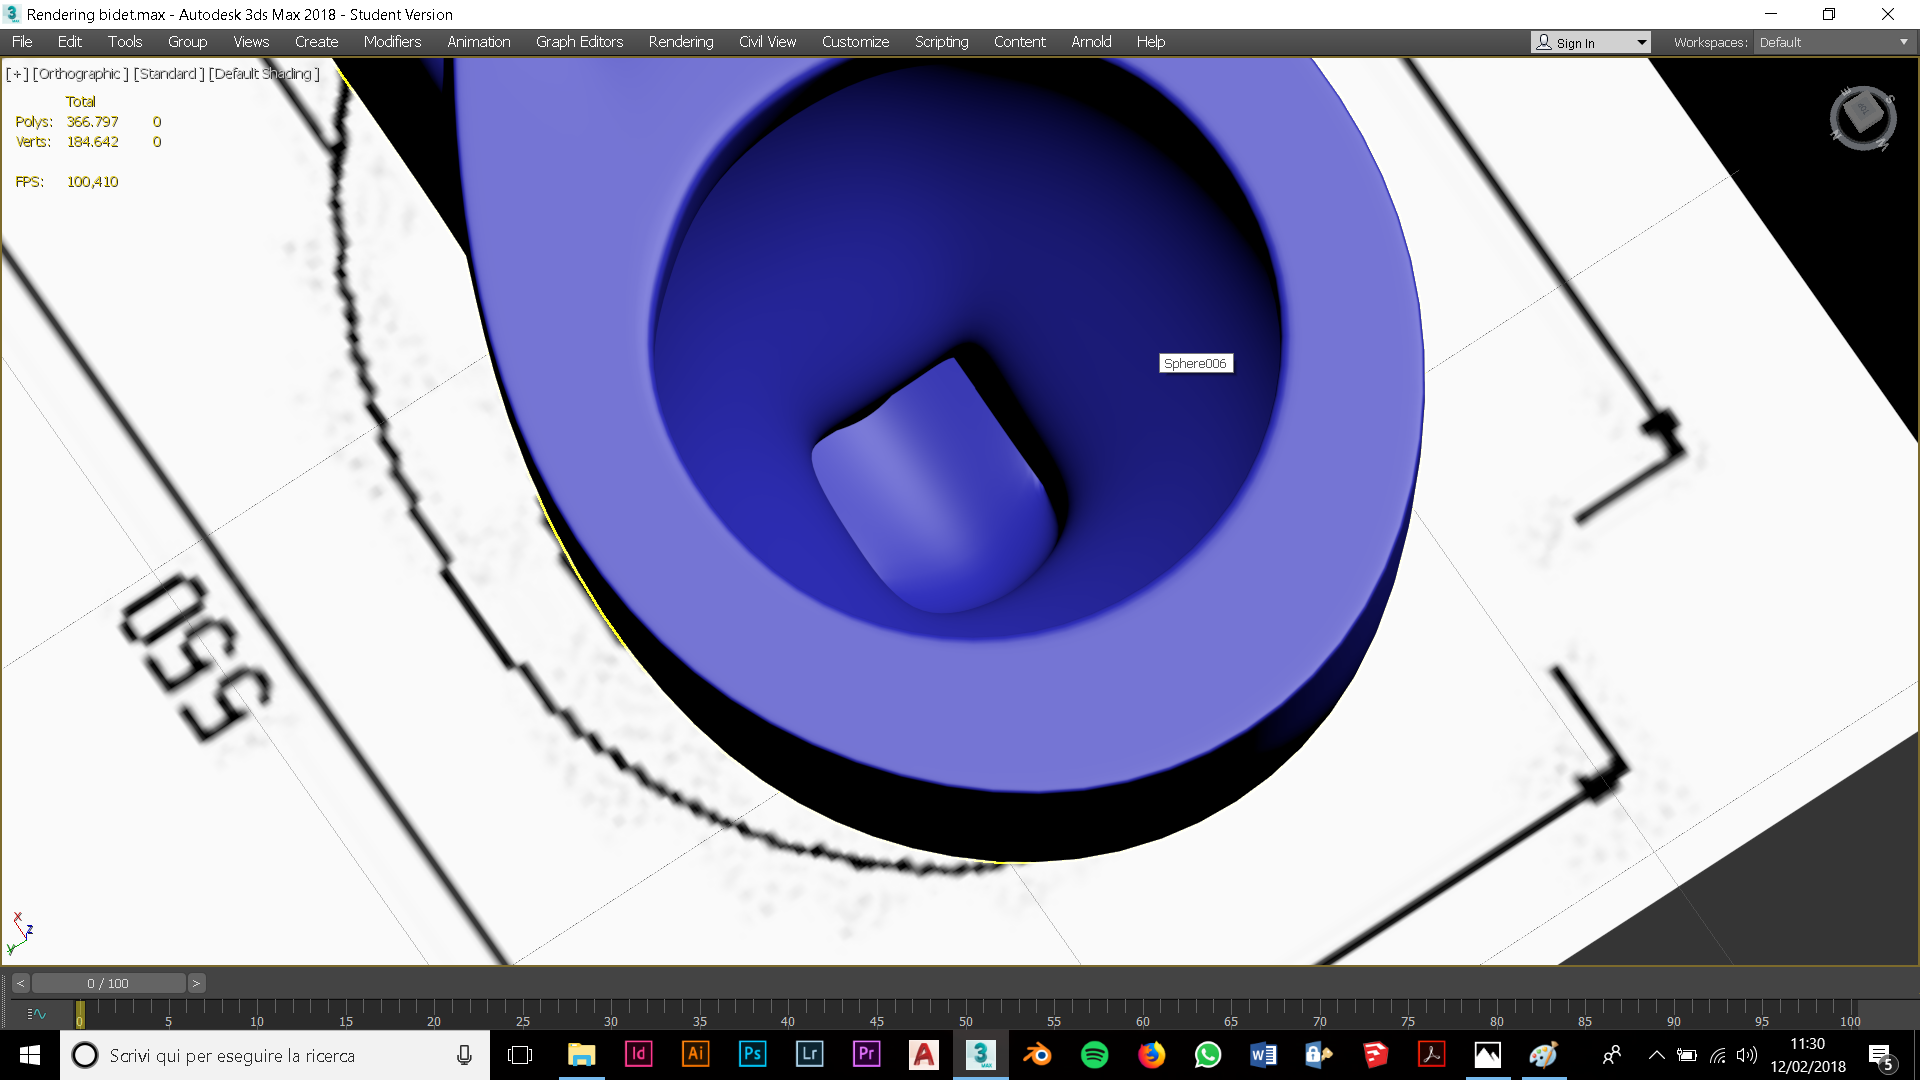 Rendering bidet.max - Autodesk 3ds Max 2018 - Student Version
File Edit Tools Group Views Create Modifiers Animation Graph Editors Rendering Civil View Customize Scripting Content Arnold Help
Sign In
Workspaces: Default
[+] [Orthographic] [Standard] [Default Shading]
Total
Polys: 366.797 0
Verts: 184.642 0
FPS: 100,410
Sphere006
550
x
z
y
< 0 / 100 >
0 5 10 15 20 25 30 35 40 45 50 55 60 65 70 75 80 85 90 95 100
Scrivi qui per eseguire la ricerca
Id Ai Ps Lr Pr A 3 MAX
11:30
12/02/2018
5